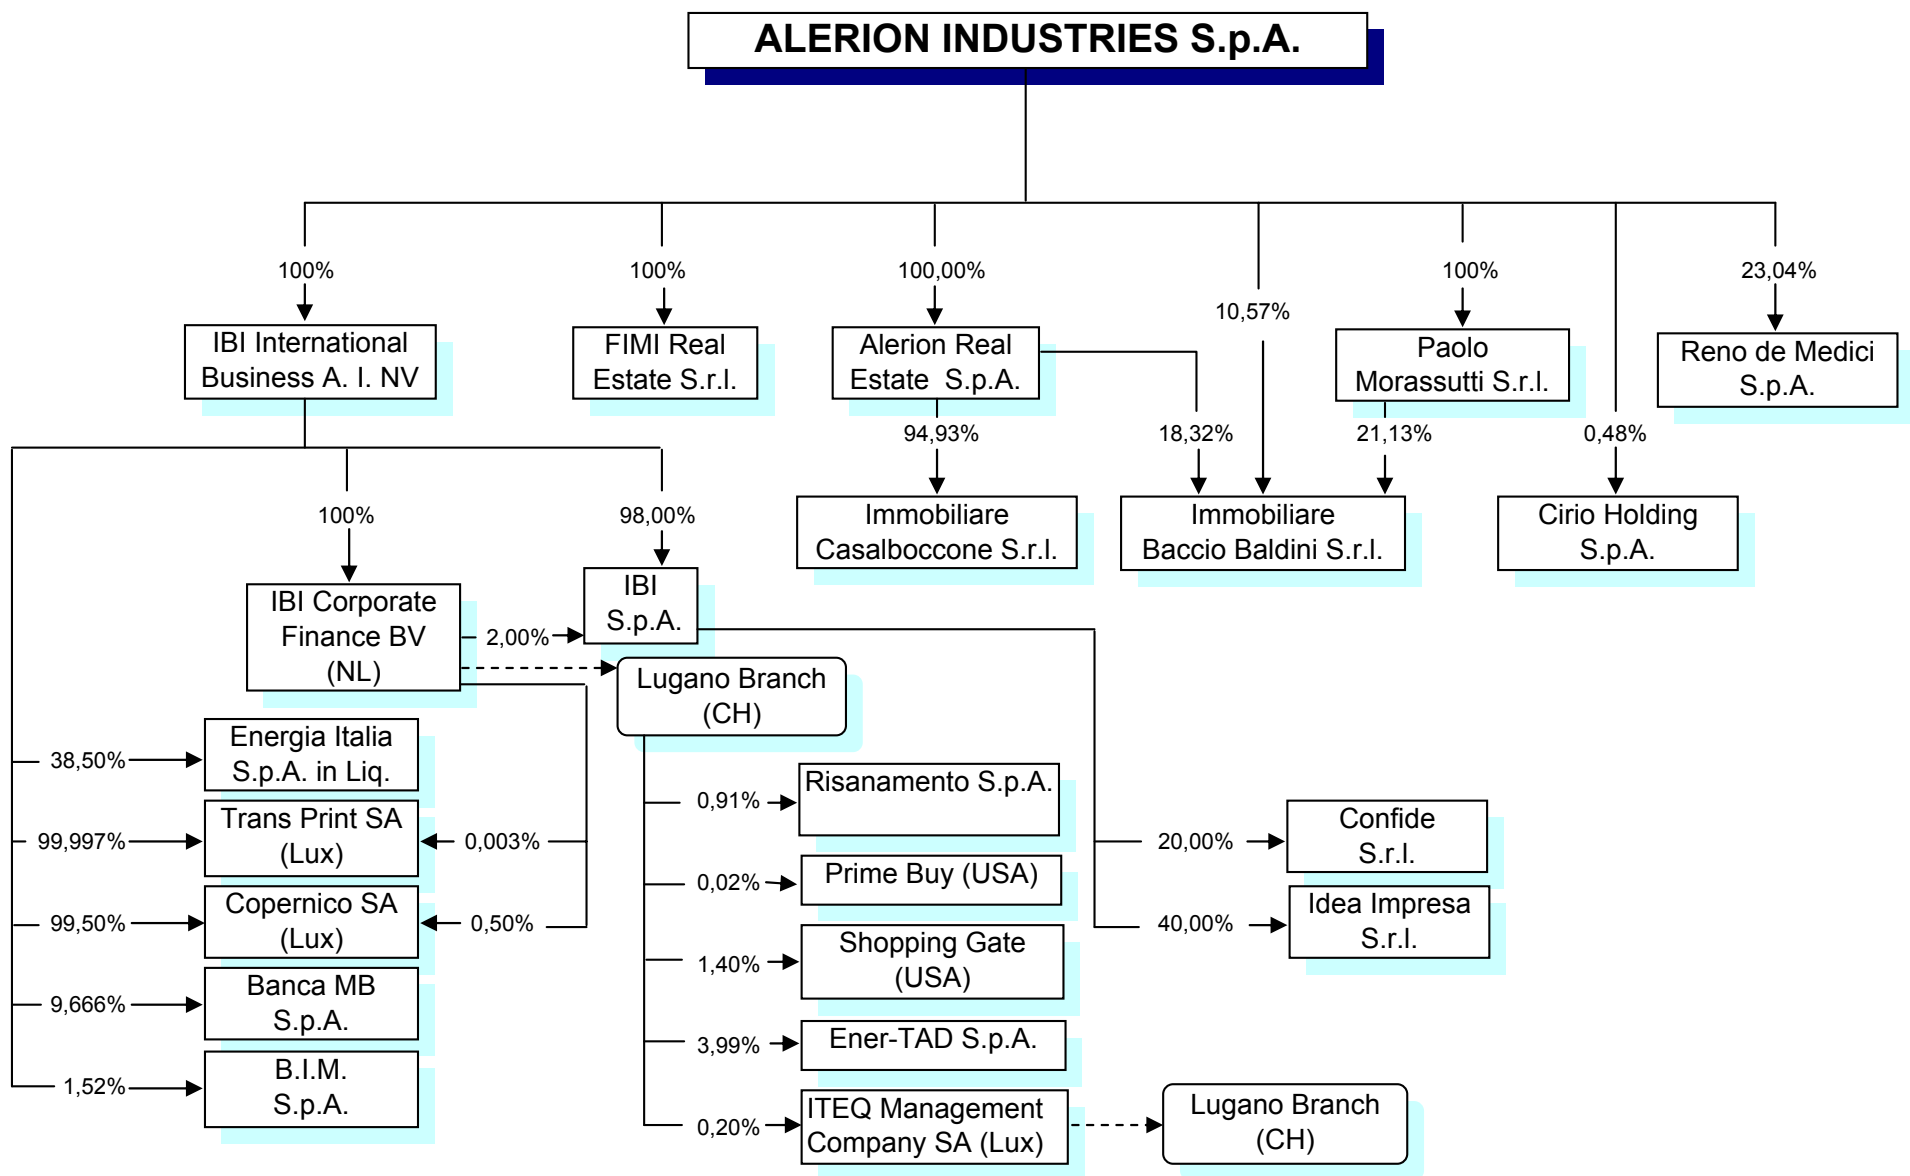 ALERION INDUSTRIES S.p.A.
100%
100%
100,00%
10,57%
100%
23,04%
IBI International
Business A. I. NV
FIMI Real
Estate S.r.l.
Alerion Real
Estate S.p.A.
Paolo
Morassutti S.r.l.
Reno de Medici
S.p.A.
94,93%
18,32%
21,13%
0,48%
100%
98,00%
Immobiliare
Casalboccone S.r.l.
Immobiliare
Baccio Baldini S.r.l.
Cirio Holding
S.p.A.
IBI Corporate
Finance BV
(NL)
2,00%
IBI
S.p.A.
Lugano Branch
(CH)
38,50%
Energia Italia
S.p.A. in Liq.
99,997%
Trans Print SA
(Lux)
0,003%
99,50%
Copernico SA
(Lux)
0,50%
9,666%
Banca MB
S.p.A.
1,52%
B.I.M.
S.p.A.
0,91%
Risanamento S.p.A.
0,02%
Prime Buy (USA)
1,40%
Shopping Gate
(USA)
3,99%
Ener-TAD S.p.A.
0,20%
ITEQ Management
Company SA (Lux)
Lugano Branch
(CH)
20,00%
Confide
S.r.l.
40,00%
Idea Impresa
S.r.l.